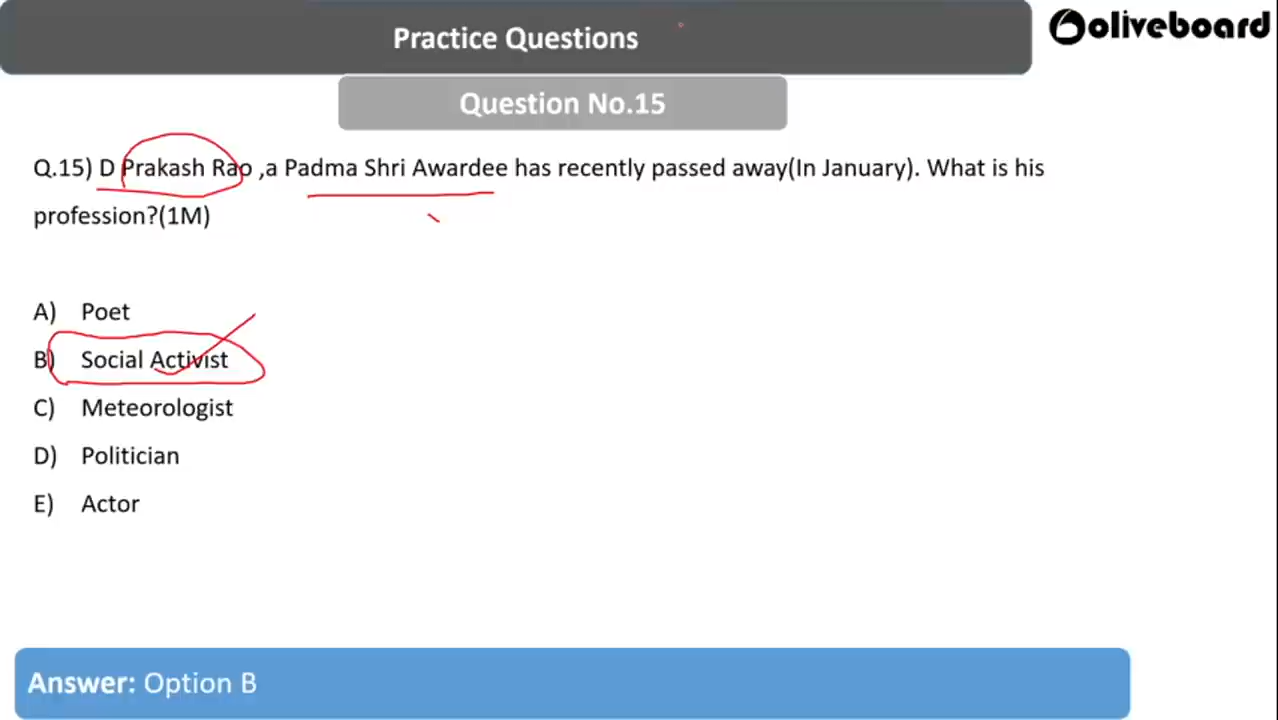 Practice Questions
oliveboard
Question No.15
Q.15) D Prakash Rao ,a Padma Shri Awardee has recently passed away(In January). What is his
profession?(1M)
A) Poet
B) Social Activist
C) Meteorologist
D) Politician
E) Actor
Answer: Option B